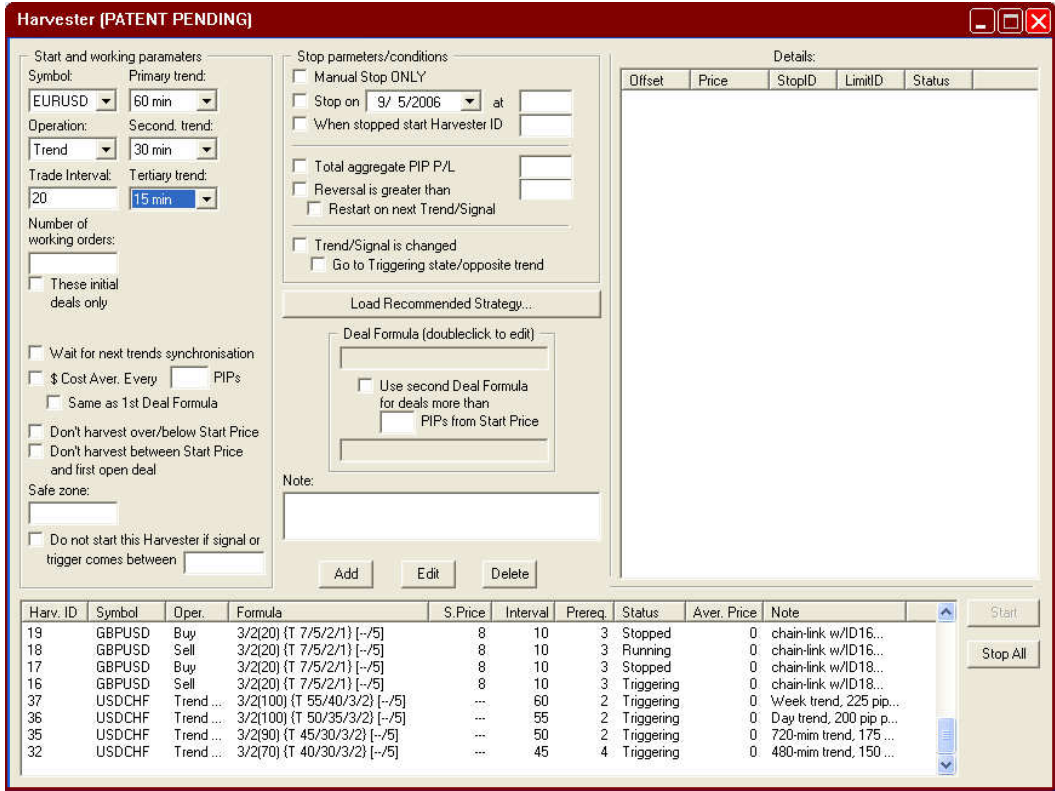 Harvester (PATENT PENDING)
Start and working paramaters
Symbol: Primary trend:
EURUSD 60 min
Operation: Second. trend:
Trend 30 min
Trade Interval: Tertiary trend:
20 15 min
Number of
working orders:
These initial
deals only
Wait for next trends synchronisation
$ Cost Aver. Every PIPs
Same as 1st Deal Formula
Don't harvest over/below Start Price
Don't harvest between Start Price
and first open deal
Safe zone:
Do not start this Harvester if signal or
trigger comes between
Stop parmeters/conditions
Manual Stop ONLY
Stop on 9/ 5/2006 at
When stopped start Harvester ID
Total aggregate PIP P/L
Reversal is greater than
Restart on next Trend/Signal
Trend/Signal is changed
Go to Triggering state/opposite trend
Load Recommended Strategy...
Deal Formula (doubleclick to edit)
Use second Deal Formula
for deals more than
PIPs from Start Price
Note:
Add Edit Delete
Details:
Offset Price StopID LimitID Status
Harv. ID Symbol Oper. Formula S.Price Interval Prereq. Status Aver. Price Note
19 GBPUSD Buy 3/2(20) {T 7/5/2/1} [--/5] 8 10 3 Stopped 0 chain-link w/ID16...
18 GBPUSD Sell 3/2(20) {T 7/5/2/1} [--/5] 8 10 3 Running 0 chain-link w/ID16...
17 GBPUSD Buy 3/2(20) {T 7/5/2/1} [--/5] 8 10 3 Stopped 0 chain-link w/ID18...
16 GBPUSD Sell 3/2(20) {T 7/5/2/1} [--/5] 8 10 3 Triggering 0 chain-link w/ID18...
37 USDCHF Trend ... 3/2(100) {T 55/40/3/2} [--/5] --- 60 2 Triggering 0 Week trend, 225 pip...
36 USDCHF Trend ... 3/2(100) {T 50/35/3/2} [--/5] --- 55 2 Triggering 0 Day trend, 200 pip p...
35 USDCHF Trend ... 3/2(90) {T 45/30/3/2} [--/5] --- 50 2 Triggering 0 720-mim trend, 175 ...
32 USDCHF Trend ... 3/2(70) {T 40/30/3/2} [--/5] --- 45 4 Triggering 0 480-mim trend, 150 ...
Start
Stop All